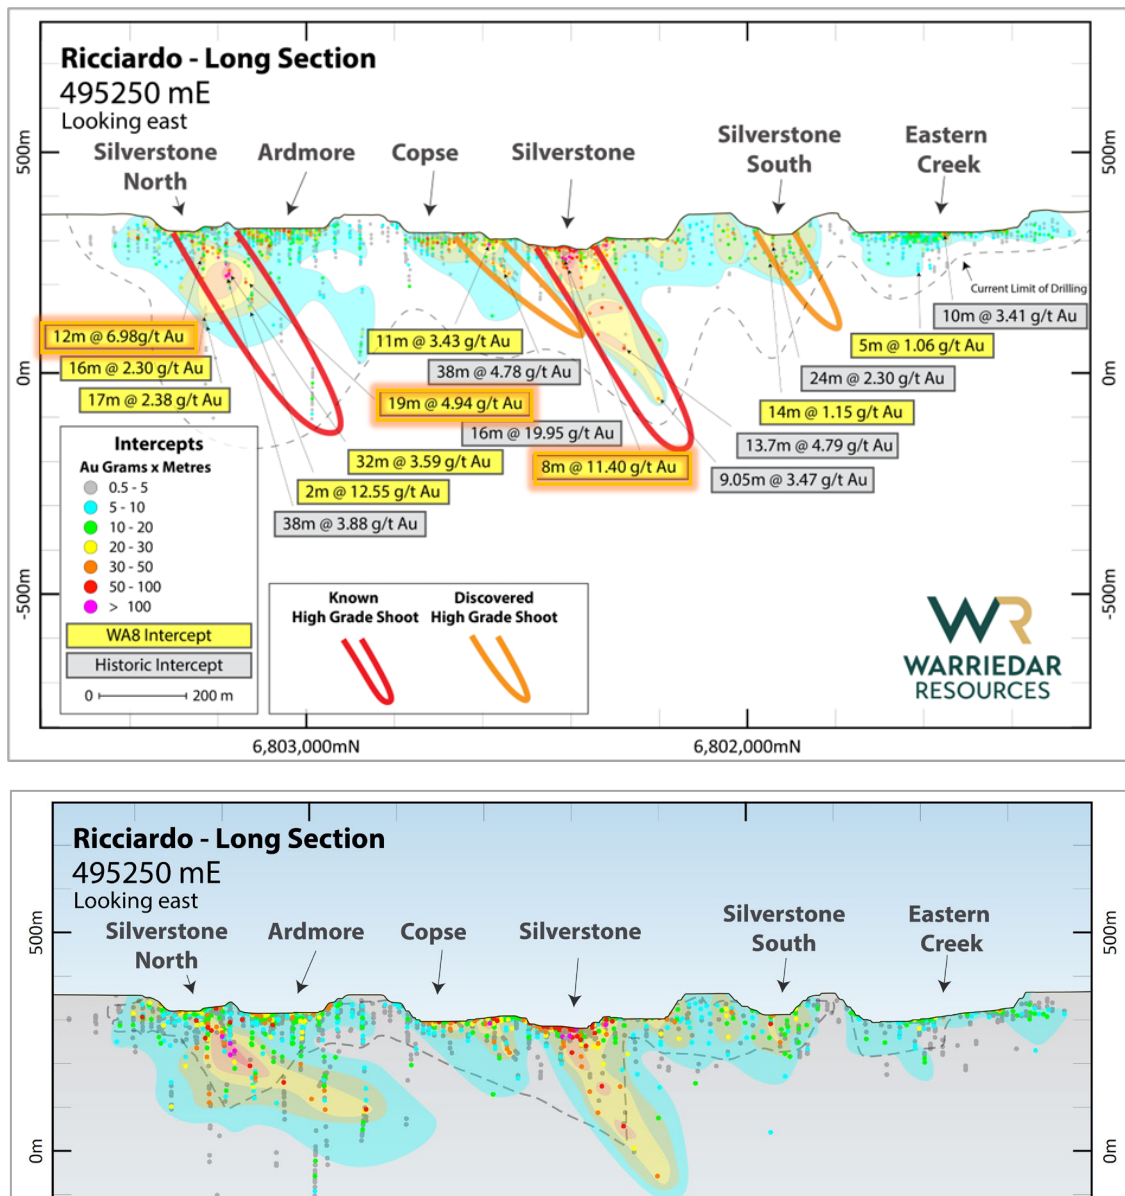 Ricciardo - Long Section
495250 mE
Looking east
500m
500m
Silverstone
North
Ardmore
Copse
Silverstone
Silverstone
South
Eastern
Creek
Current Limit of Drilling
10m @ 3.41 g/t Au
12m @ 6.98g/t Au
11m @ 3.43 g/t Au
5m @ 1.06 g/t Au
16m @ 2.30 g/t Au
38m @ 4.78 g/t Au
24m @ 2.30 g/t Au
0m
0m
17m @ 2.38 g/t Au
19m @ 4.94 g/t Au
14m @ 1.15 g/t Au
16m @ 19.95 g/t Au
13.7m @ 4.79 g/t Au
32m @ 3.59 g/t Au
8m @ 11.40 g/t Au
9.05m @ 3.47 g/t Au
2m @ 12.55 g/t Au
38m @ 3.88 g/t Au
Intercepts
Au Grams x Metres
0.5 - 5
5 - 10
10 - 20
20 - 30
30 - 50
50 - 100
> 100
WA8 Intercept
Historic Intercept
0 200 m
-500m
-500m
Known
High Grade Shoot
Discovered
High Grade Shoot
WR
WARRIEDAR
RESOURCES
6,803,000mN
6,802,000mN
Ricciardo - Long Section
495250 mE
Looking east
500m
500m
Silverstone
North
Ardmore
Copse
Silverstone
Silverstone
South
Eastern
Creek
0m
0m